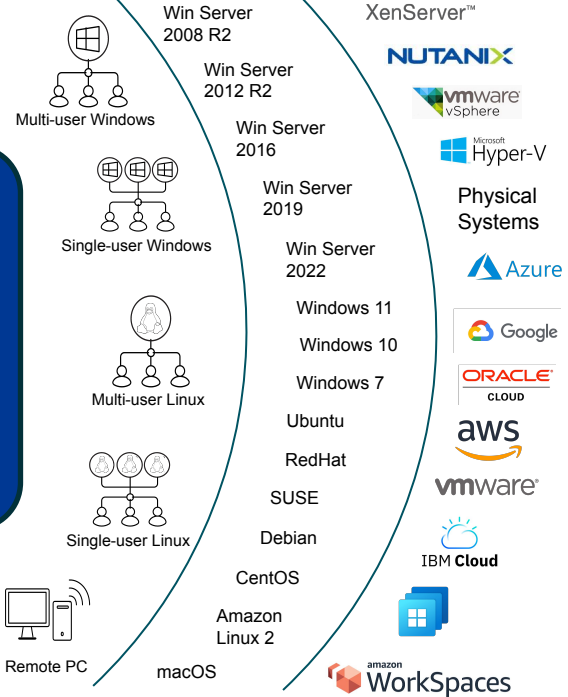 Multi-user Windows
Single-user Windows
Multi-user Linux
Single-user Linux
Remote PC
Win Server
2008 R2
Win Server
2012 R2
Win Server
2016
Win Server
2019
Win Server
2022
Windows 11
Windows 10
Windows 7
Ubuntu
RedHat
SUSE
Debian
CentOS
Amazon
Linux 2
macOS
XenServer™
NUTANIX
vmware®
vSphere
Microsoft
Hyper-V
Physical
Systems
Azure
Google
ORACLE®
CLOUD
aws
vmware®
IBM Cloud
amazon
WorkSpaces